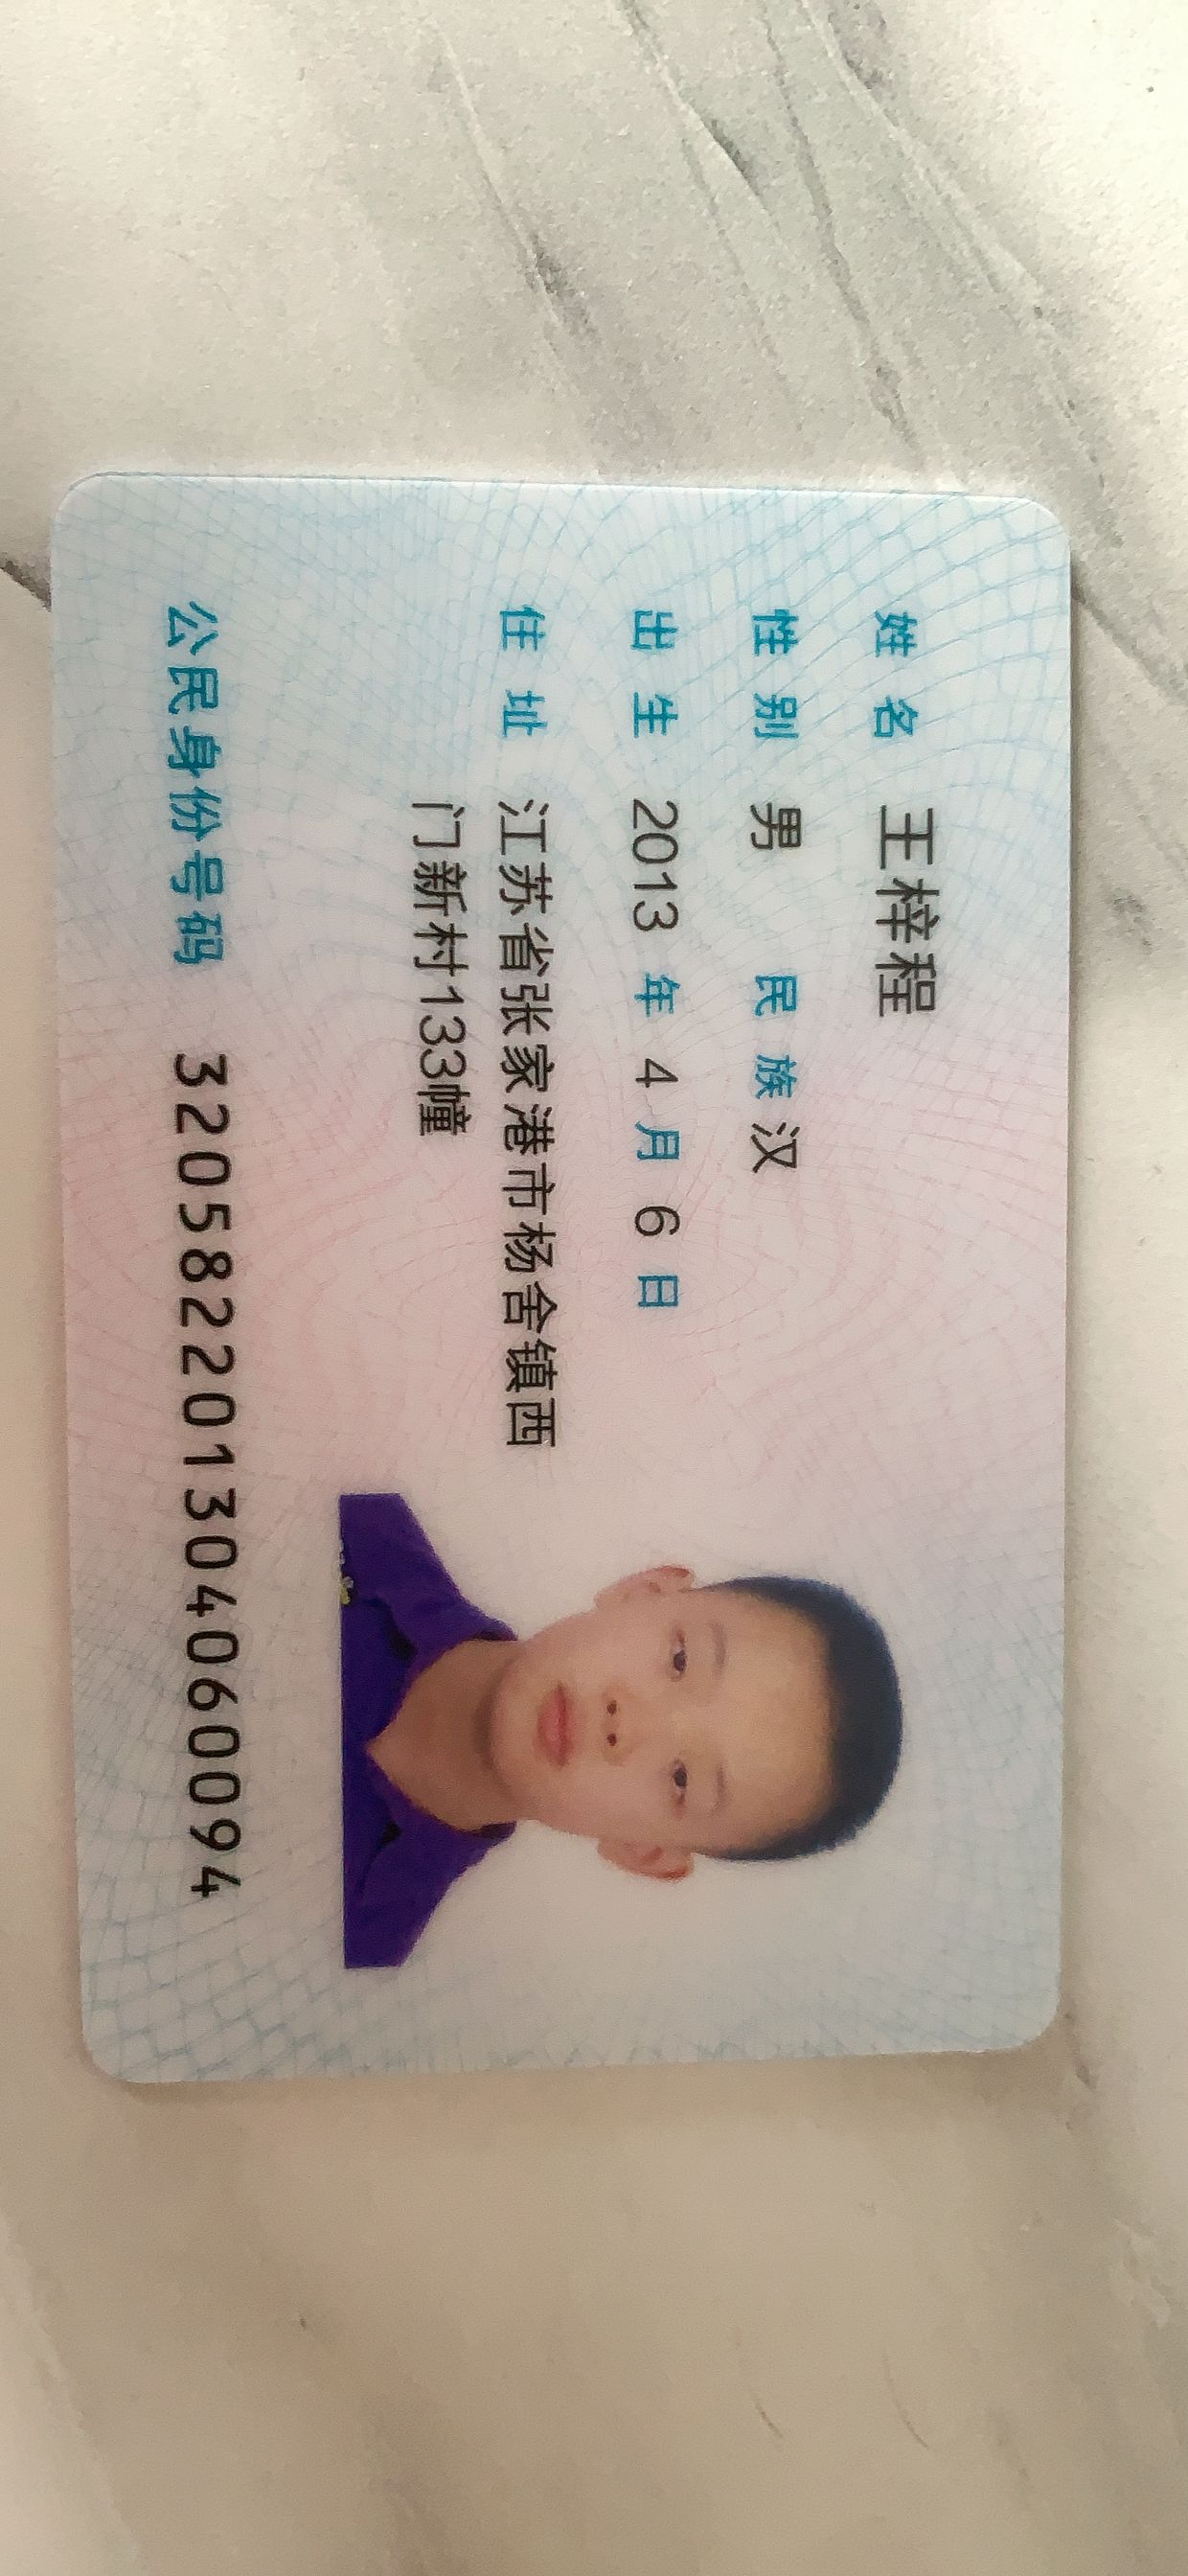 姓名 王梓程
性别 男 民族 汉
出生 2013 年 4 月 6 日
住址 江苏省张家港市杨舍镇西
门新村133幢
公民身份号码 320582201304060094